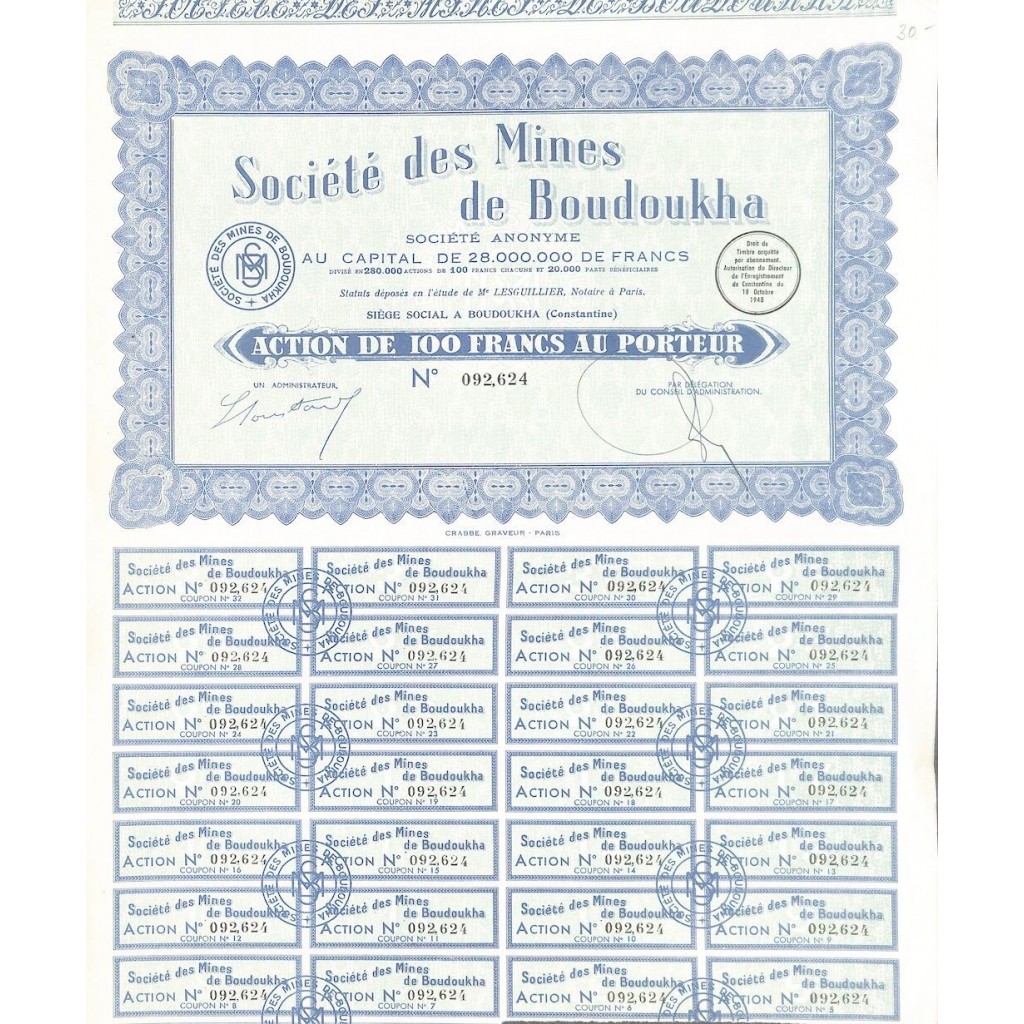 SOCIÉTÉ DES MINES DE BOUDOUKHA
30.-
Société des Mines
de Boudoukha
SOCIÉTÉ ANONYME
AU CAPITAL DE 28.000.000 DE FRANCS
DIVISÉ EN 280.000 ACTIONS DE 100 FRANCS CHACUNE ET 20.000 PARTS BÉNÉFICIAIRES
Statuts déposés en l'étude de Me LESGUILLIER, Notaire à Paris.
SIÈGE SOCIAL A BOUDOUKHA (Constantine)
SOCIÉTÉ DES MINES DE BOUDOUKHA
SMB
Droit de
Timbre acquitté
par abonnement.
Autorisation du Directeur
de l'Enregistrement
de Constantine du
18 Octobre
1948
ACTION DE 100 FRANCS AU PORTEUR
N° 092,624
UN ADMINISTRATEUR,
PAR DÉLÉGATION
DU CONSEIL D'ADMINISTRATION.
CRABBE, GRAVEUR - PARIS
Société des Mines
de Boudoukha
ACTION N° 092,624
COUPON N° 32
Société des Mines
de Boudoukha
ACTION N° 092,624
COUPON N° 31
Société des Mines
de Boudoukha
ACTION N° 092,624
COUPON N° 30
Société des Mines
de Boudoukha
ACTION N° 092,624
COUPON N° 29
Société des Mines
de Boudoukha
ACTION N° 092,624
COUPON N° 28
Société des Mines
de Boudoukha
ACTION N° 092,624
COUPON N° 27
Société des Mines
de Boudoukha
ACTION N° 092,624
COUPON N° 26
Société des Mines
de Boudoukha
ACTION N° 092,624
COUPON N° 25
Société des Mines
de Boudoukha
ACTION N° 092,624
COUPON N° 24
Société des Mines
de Boudoukha
ACTION N° 092,624
COUPON N° 23
Société des Mines
de Boudoukha
ACTION N° 092,624
COUPON N° 22
Société des Mines
de Boudoukha
ACTION N° 092,624
COUPON N° 21
Société des Mines
de Boudoukha
ACTION N° 092,624
COUPON N° 20
Société des Mines
de Boudoukha
ACTION N° 092,624
COUPON N° 19
Société des Mines
de Boudoukha
ACTION N° 092,624
COUPON N° 18
Société des Mines
de Boudoukha
ACTION N° 092,624
COUPON N° 17
Société des Mines
de Boudoukha
ACTION N° 092,624
COUPON N° 16
Société des Mines
de Boudoukha
ACTION N° 092,624
COUPON N° 15
Société des Mines
de Boudoukha
ACTION N° 092,624
COUPON N° 14
Société des Mines
de Boudoukha
ACTION N° 092,624
COUPON N° 13
Société des Mines
de Boudoukha
ACTION N° 092,624
COUPON N° 12
Société des Mines
de Boudoukha
ACTION N° 092,624
COUPON N° 11
Société des Mines
de Boudoukha
ACTION N° 092,624
COUPON N° 10
Société des Mines
de Boudoukha
ACTION N° 092,624
COUPON N° 9
Société des Mines
de Boudoukha
ACTION N° 092,624
COUPON N° 8
Société des Mines
de Boudoukha
ACTION N° 092,624
COUPON N° 7
Société des Mines
de Boudoukha
ACTION N° 092,624
COUPON N° 6
Société des Mines
de Boudoukha
ACTION N° 092,624
COUPON N° 5